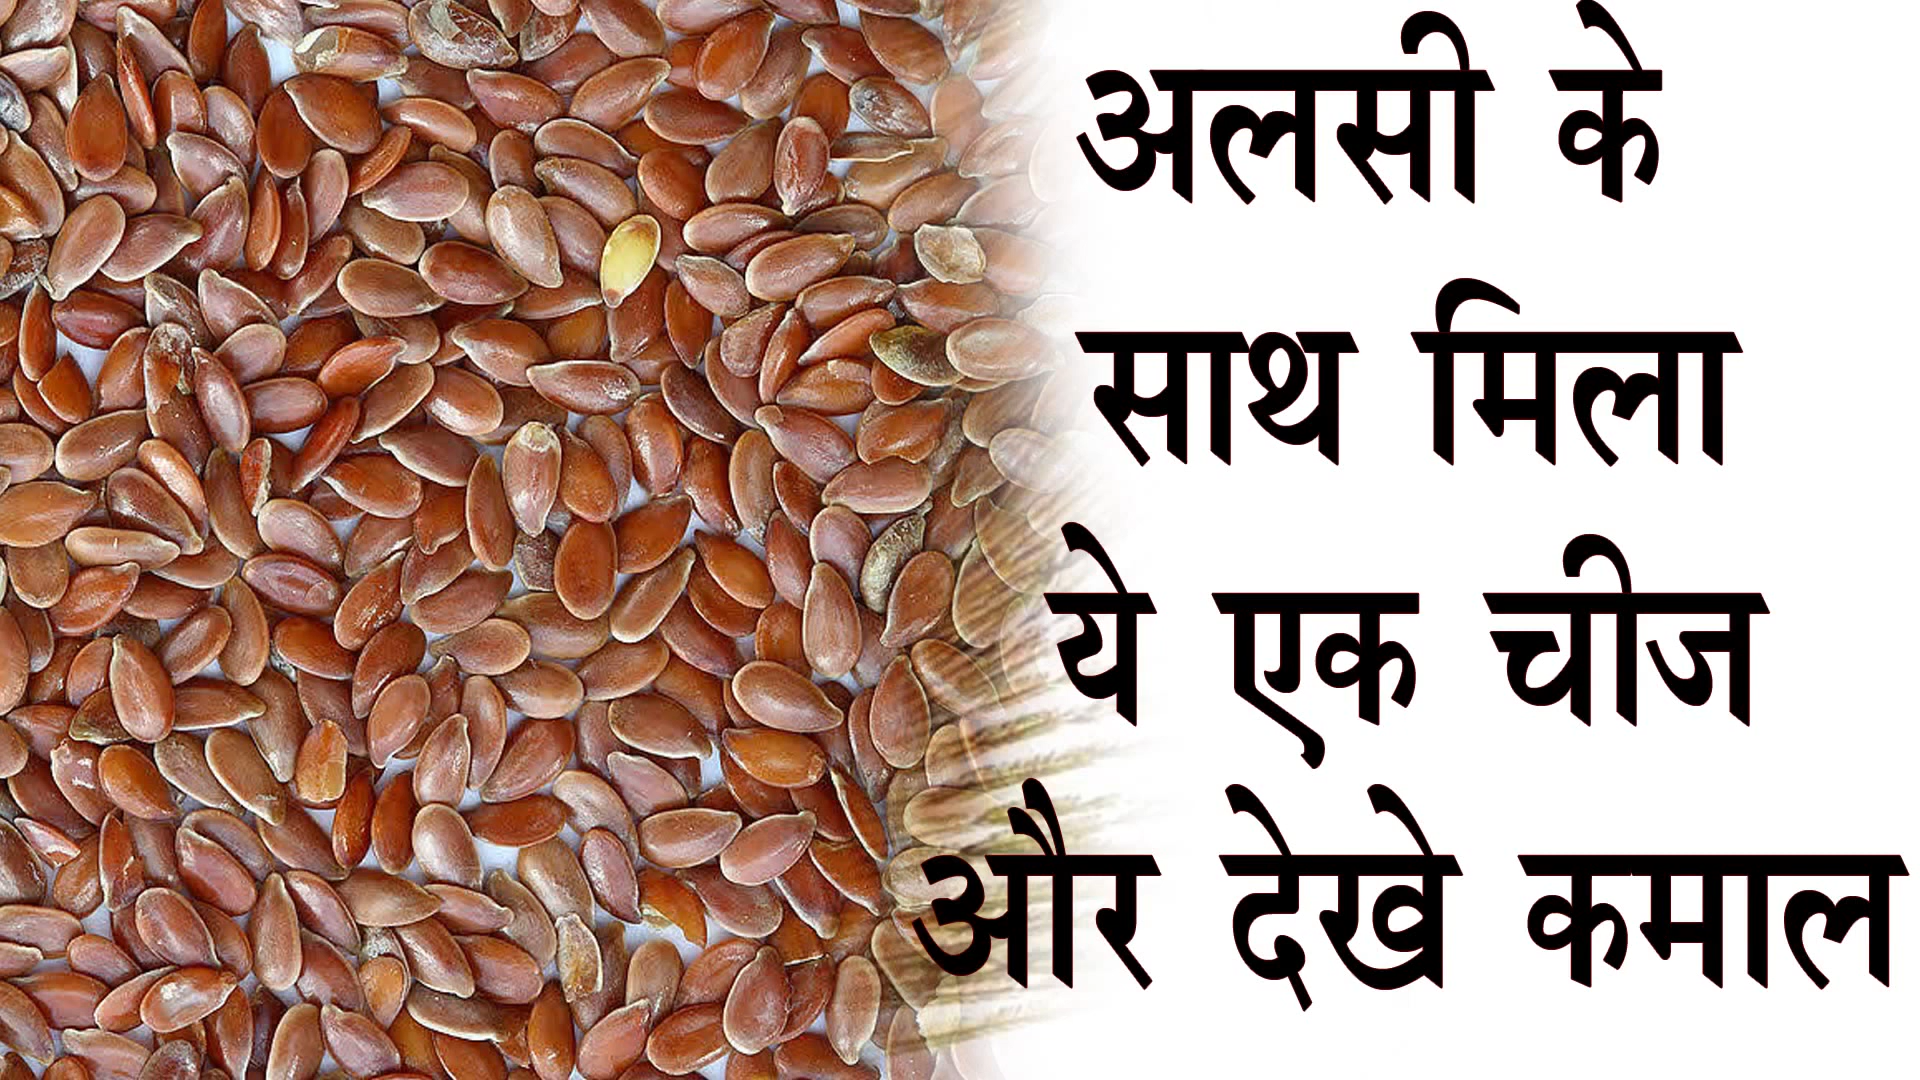 अलसी के
साथ मिला
ये एक चीज
और देखे कमाल